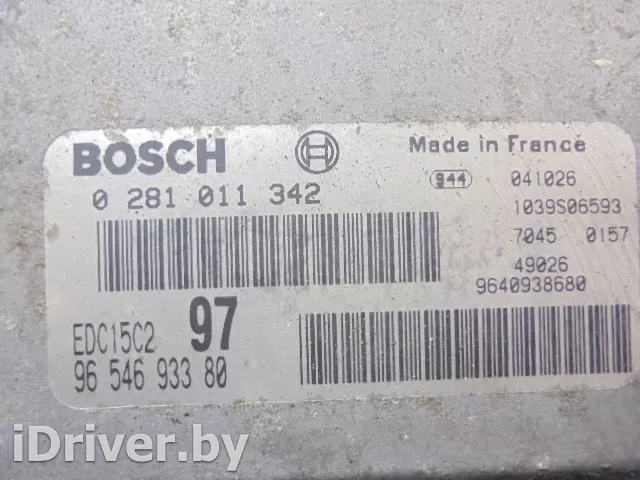 BOSCH
Made in France
0 281 011 342
944 041026
1039S06593
7045 0157
49026
9640938680
EDC15C2 97
96 546 933 80
iDriver.by